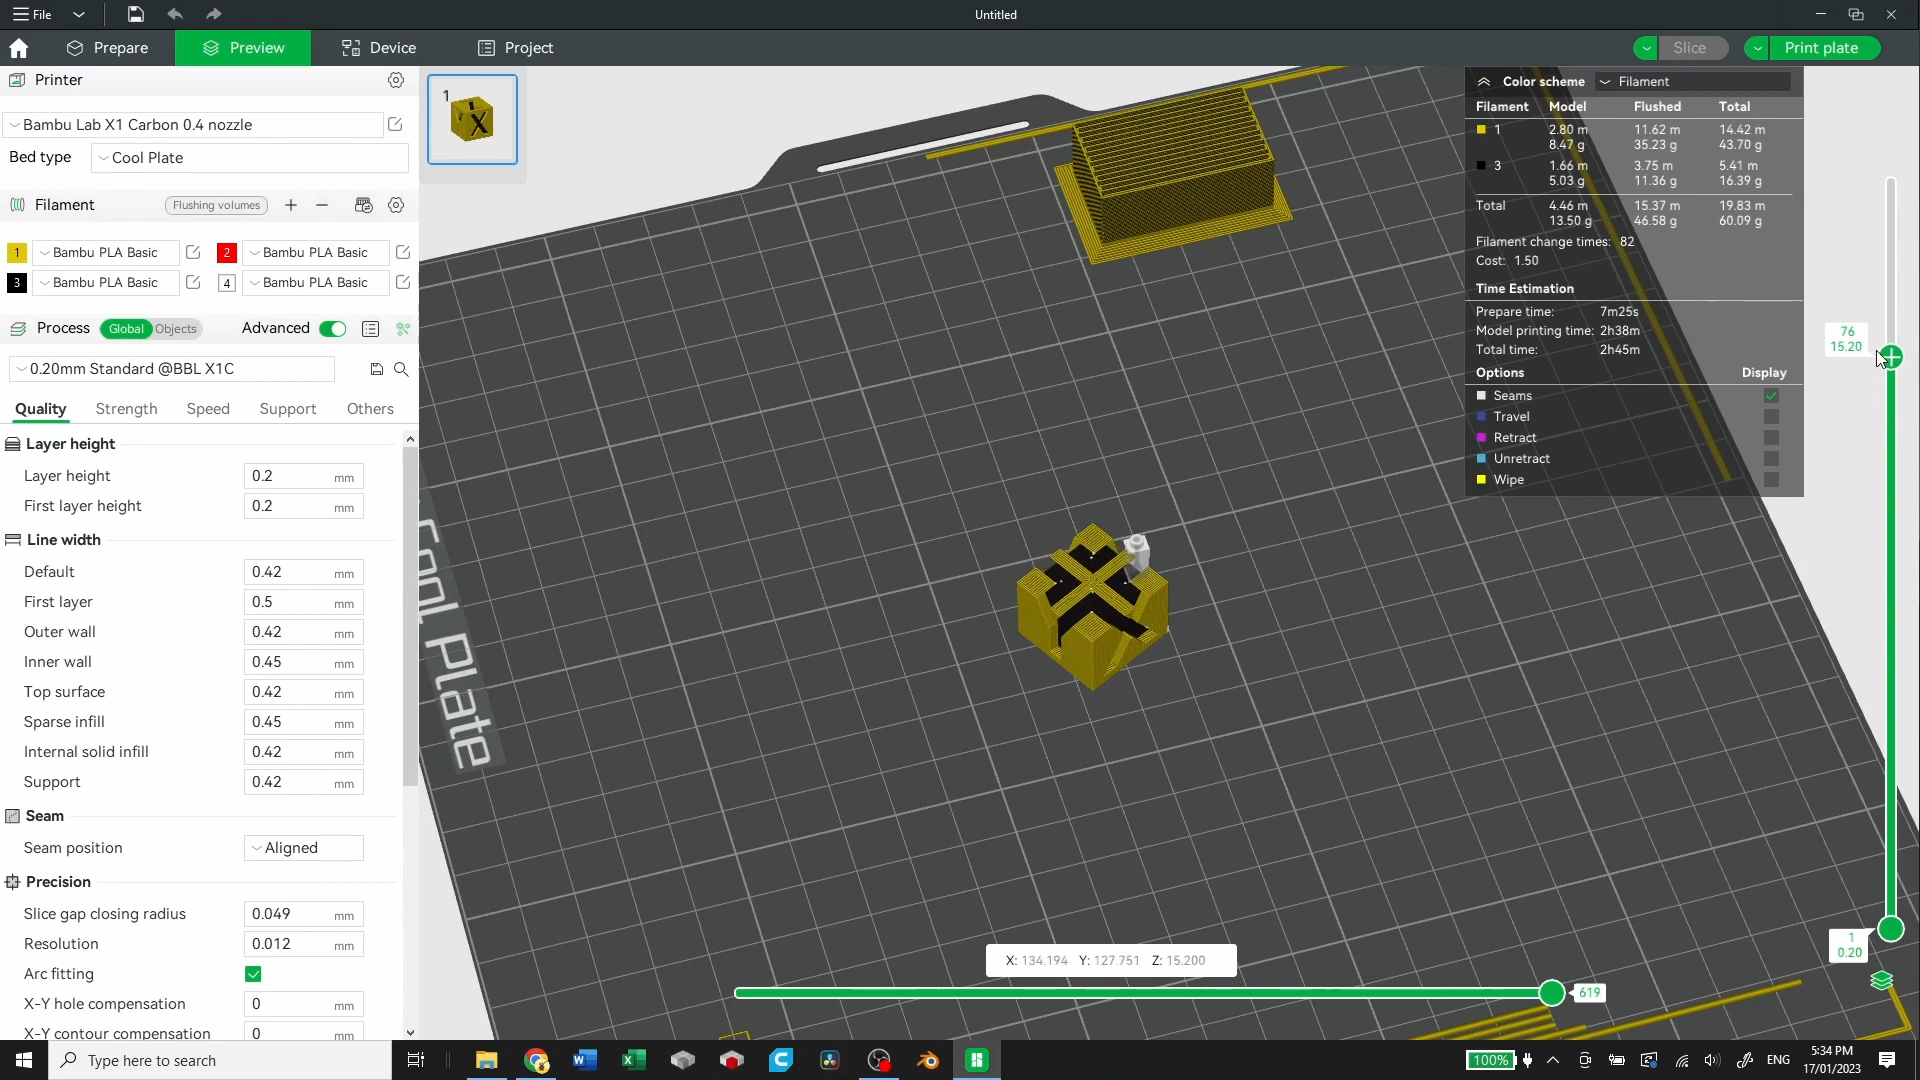 File
Untitled
Prepare
Preview
Device
Project
Slice
Print plate
Printer
Bambu Lab X1 Carbon 0.4 nozzle
Bed type
Cool Plate
Filament
Flushing volumes
1 Bambu PLA Basic
2 Bambu PLA Basic
3 Bambu PLA Basic
4 Bambu PLA Basic
Process
Global
Objects
Advanced
0.20mm Standard @BBL X1C
Quality
Strength
Speed
Support
Others
Layer height
Layer height 0.2 mm
First layer height 0.2 mm
Line width
Default 0.42 mm
First layer 0.5 mm
Outer wall 0.42 mm
Inner wall 0.45 mm
Top surface 0.42 mm
Sparse infill 0.45 mm
Internal solid infill 0.42 mm
Support 0.42 mm
Seam
Seam position Aligned
Precision
Slice gap closing radius 0.049 mm
Resolution 0.012 mm
Arc fitting
X-Y hole compensation 0 mm
X-Y contour compensation 0 mm
1
X
Cool Plate
Color scheme Filament
Filament Model Flushed Total
1 2.80 m 11.62 m 14.42 m
8.47 g 35.23 g 43.70 g
3 1.66 m 3.75 m 5.41 m
5.03 g 11.36 g 16.39 g
Total 4.46 m 15.37 m 19.83 m
13.50 g 46.58 g 60.09 g
Filament change times: 82
Cost: 1.50
Time Estimation
Prepare time: 7m25s
Model printing time: 2h38m
Total time: 2h45m
Options Display
Seams
Travel
Retract
Unretract
Wipe
76
15.20
1
0.20
X: 134.194 Y: 127.751 Z: 15.200
619
Type here to search
100%
ENG
5:34 PM
17/01/2023